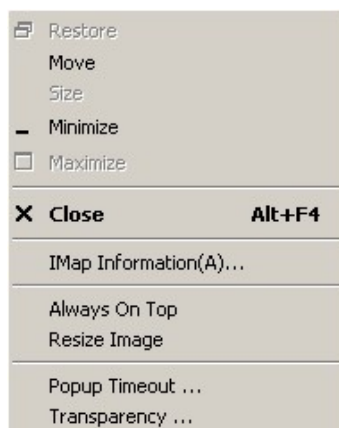 Restore
Move
Size
Minimize
Maximize
Close Alt+F4
IMap Information(A)...
Always On Top
Resize Image
Popup Timeout ...
Transparency ...